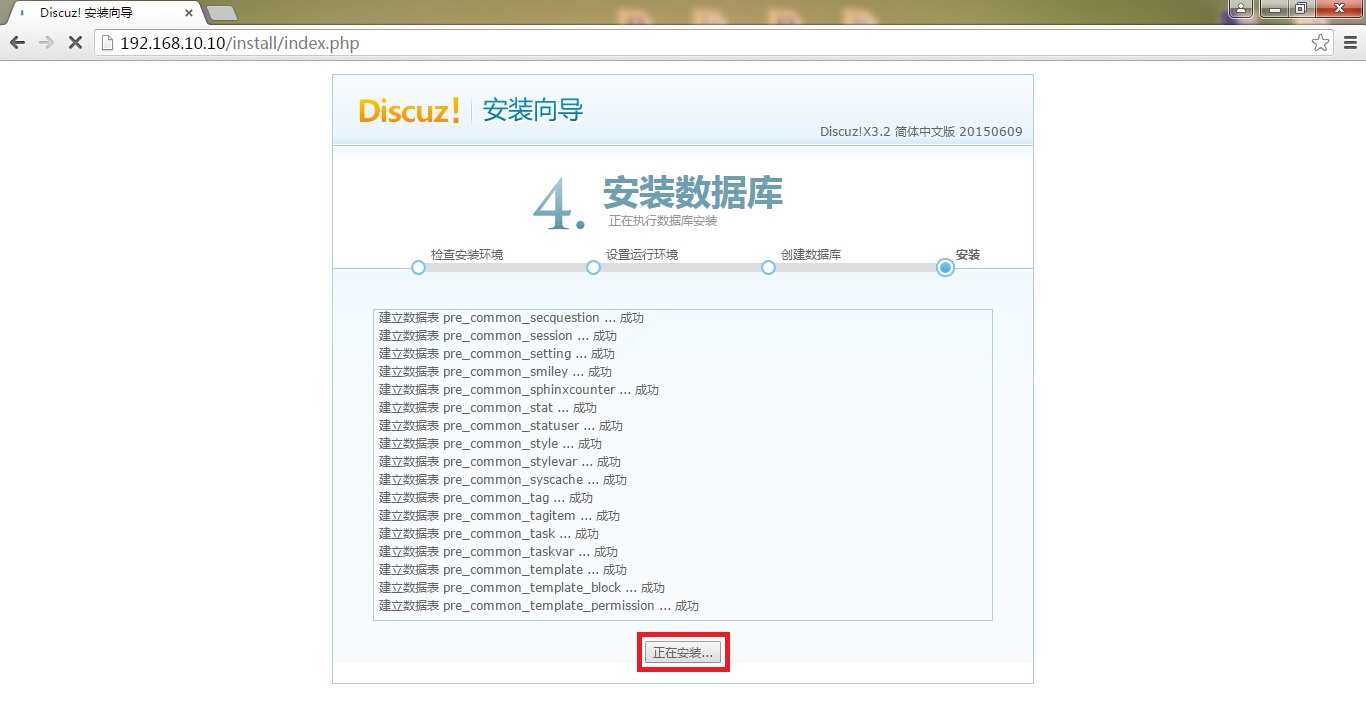 Discuz! 安装向导
192.168.10.10/install/index.php
Discuz! 安装向导
Discuz!X3.2 简体中文版 20150609
4. 安装数据库
正在执行数据库安装
检查安装环境 设置运行环境 创建数据库 安装
建立数据表 pre_common_secquestion ... 成功
建立数据表 pre_common_session ... 成功
建立数据表 pre_common_setting ... 成功
建立数据表 pre_common_smiley ... 成功
建立数据表 pre_common_sphinxcounter ... 成功
建立数据表 pre_common_stat ... 成功
建立数据表 pre_common_statuser ... 成功
建立数据表 pre_common_style ... 成功
建立数据表 pre_common_stylevar ... 成功
建立数据表 pre_common_syscache ... 成功
建立数据表 pre_common_tag ... 成功
建立数据表 pre_common_tagitem ... 成功
建立数据表 pre_common_task ... 成功
建立数据表 pre_common_taskvar ... 成功
建立数据表 pre_common_template ... 成功
建立数据表 pre_common_template_block ... 成功
建立数据表 pre_common_template_permission ... 成功
正在安装...